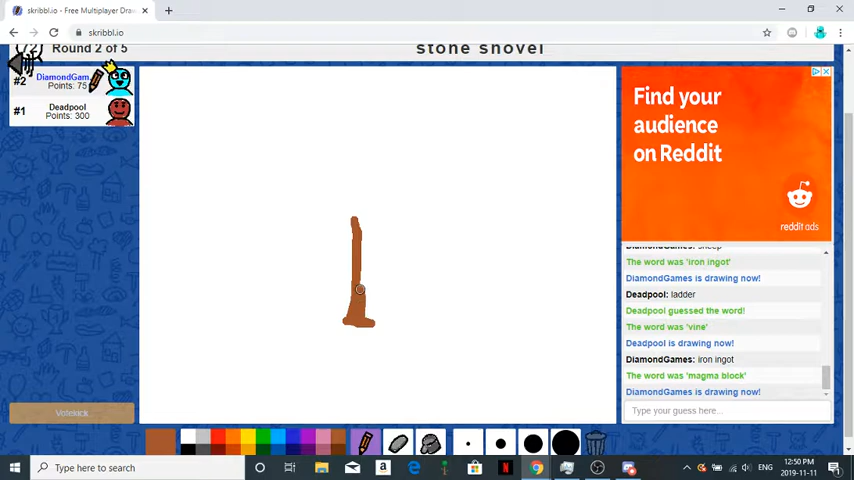 skribbl.io - Free Multiplayer Draw
skribbl.io
Round 2 of 5
stone shovel
#2
DiamondGam
Points: 75
#1
Deadpool
Points: 300
Find your
audience
on Reddit
reddit ads
DiamondGames: sheep
The word was 'iron ingot'
DiamondGames is drawing now!
Deadpool: ladder
Deadpool guessed the word!
The word was 'vine'
Deadpool is drawing now!
DiamondGames: iron ingot
The word was 'magma block'
DiamondGames is drawing now!
Type your guess here...
Votekick
Type here to search
ENG
12:50 PM
2019-11-11